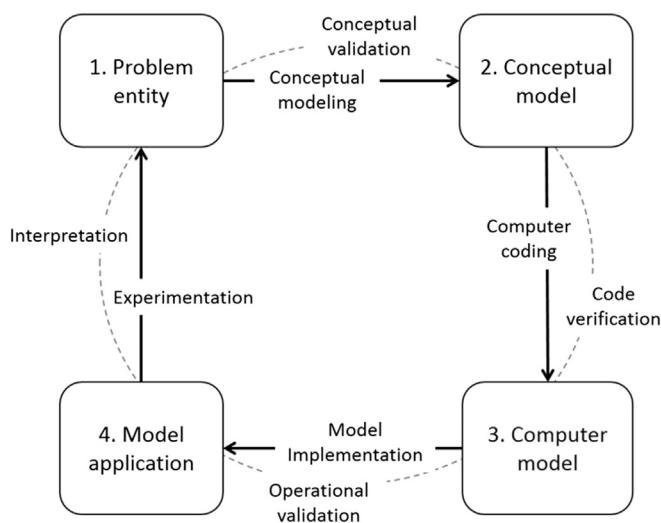 Conceptual
validation
1. Problem
entity
Conceptual
modeling
2. Conceptual
model
Interpretation
Computer
coding
Experimentation
Code
verification
4. Model
application
Model
Implementation
3. Computer
model
Operational
validation